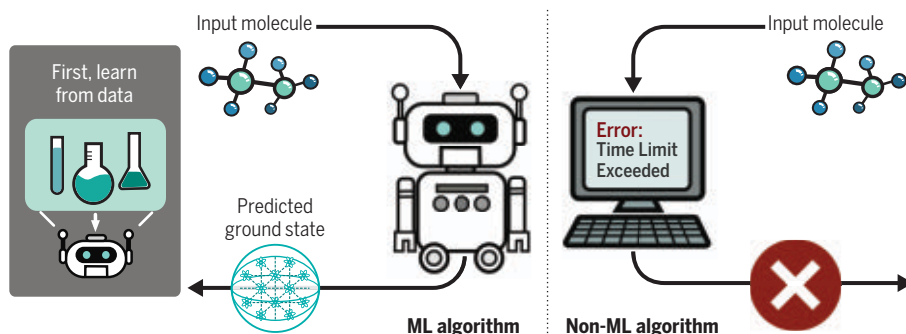 First, learn
from data
Input molecule
Predicted
ground state
ML algorithm
Input molecule
Error:
Time Limit
Exceeded
Non-ML algorithm